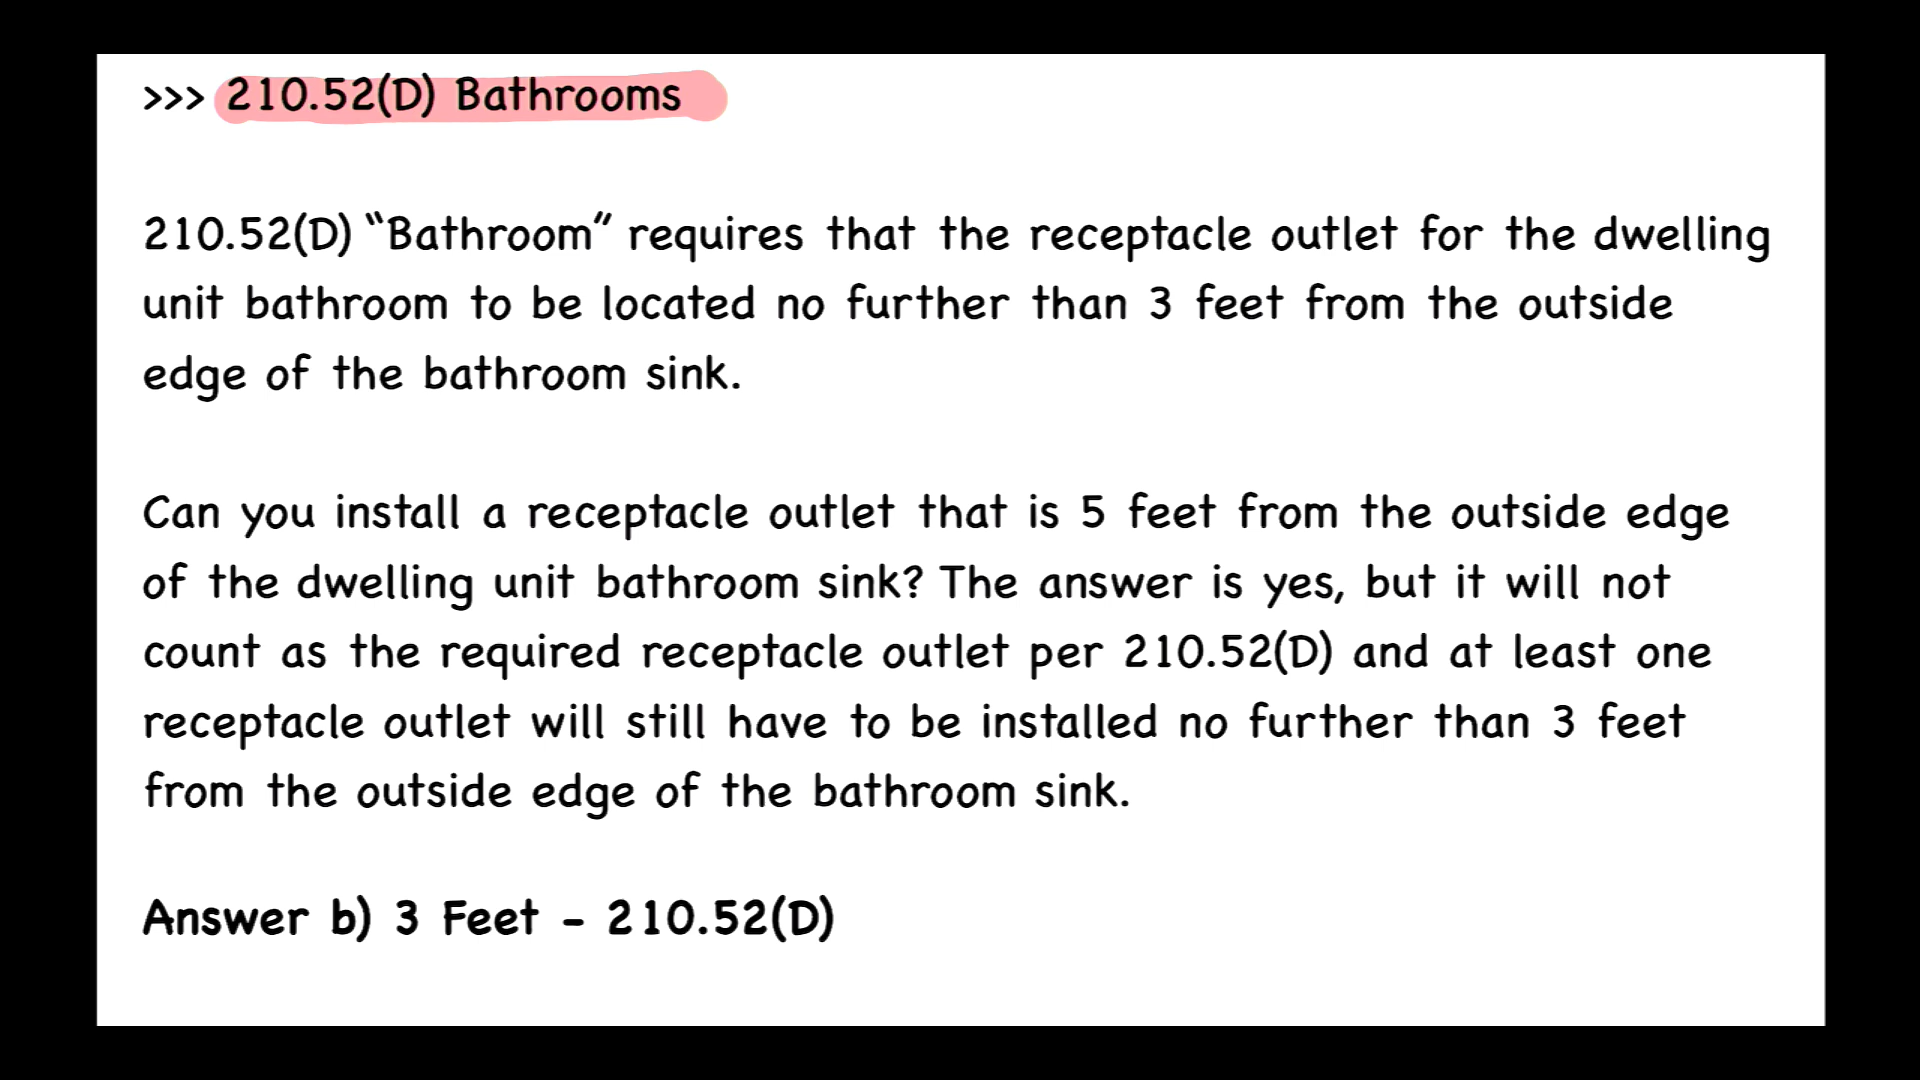 >>> 210.52(D) Bathrooms
210.52(D) “Bathroom” requires that the receptacle outlet for the dwelling
unit bathroom to be located no further than 3 feet from the outside
edge of the bathroom sink.
Can you install a receptacle outlet that is 5 feet from the outside edge
of the dwelling unit bathroom sink? The answer is yes, but it will not
count as the required receptacle outlet per 210.52(D) and at least one
receptacle outlet will still have to be installed no further than 3 feet
from the outside edge of the bathroom sink.
Answer b) 3 Feet - 210.52(D)